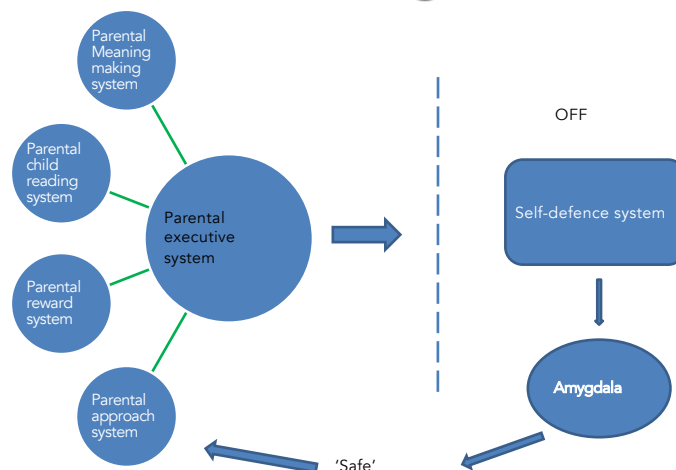 Parental
Meaning
making
system
Parental
child
reading
system
Parental
reward
system
Parental
approach
system
Parental
executive
system
OFF
Self-defence system
Amygdala
'Safe'